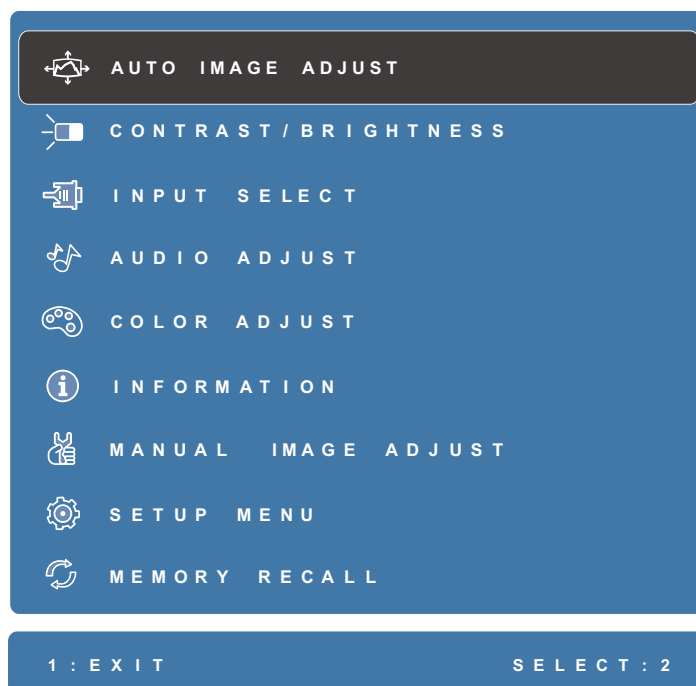 AUTO IMAGE ADJUST
CONTRAST/BRIGHTNESS
INPUT SELECT
AUDIO ADJUST
COLOR ADJUST
INFORMATION
MANUAL IMAGE ADJUST
SETUP MENU
MEMORY RECALL
1:EXIT SELECT:2